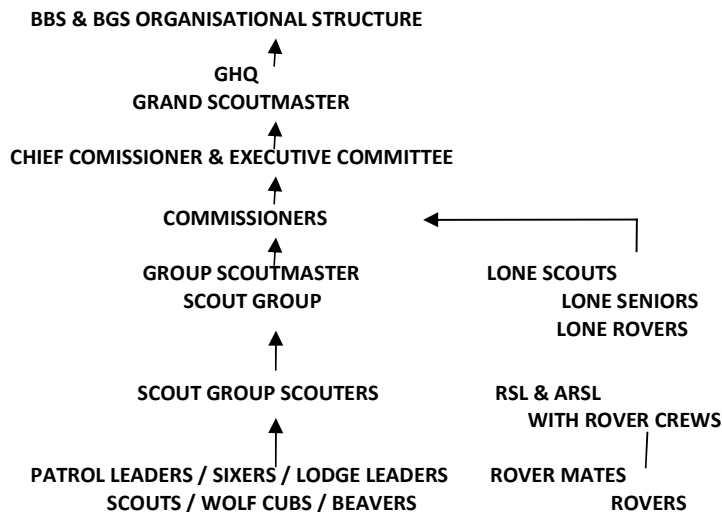 BBS & BGS ORGANISATIONAL STRUCTURE
GHQ
GRAND SCOUTMASTER
CHIEF COMISSIONER & EXECUTIVE COMMITTEE
COMMISSIONERS
GROUP SCOUTMASTER
SCOUT GROUP
LONE SCOUTS
LONE SENIORS
LONE ROVERS
SCOUT GROUP SCOUTERS
RSL & ARSL
WITH ROVER CREWS
PATROL LEADERS / SIXERS / LODGE LEADERS
SCOUTS / WOLF CUBS / BEAVERS
ROVER MATES
ROVERS